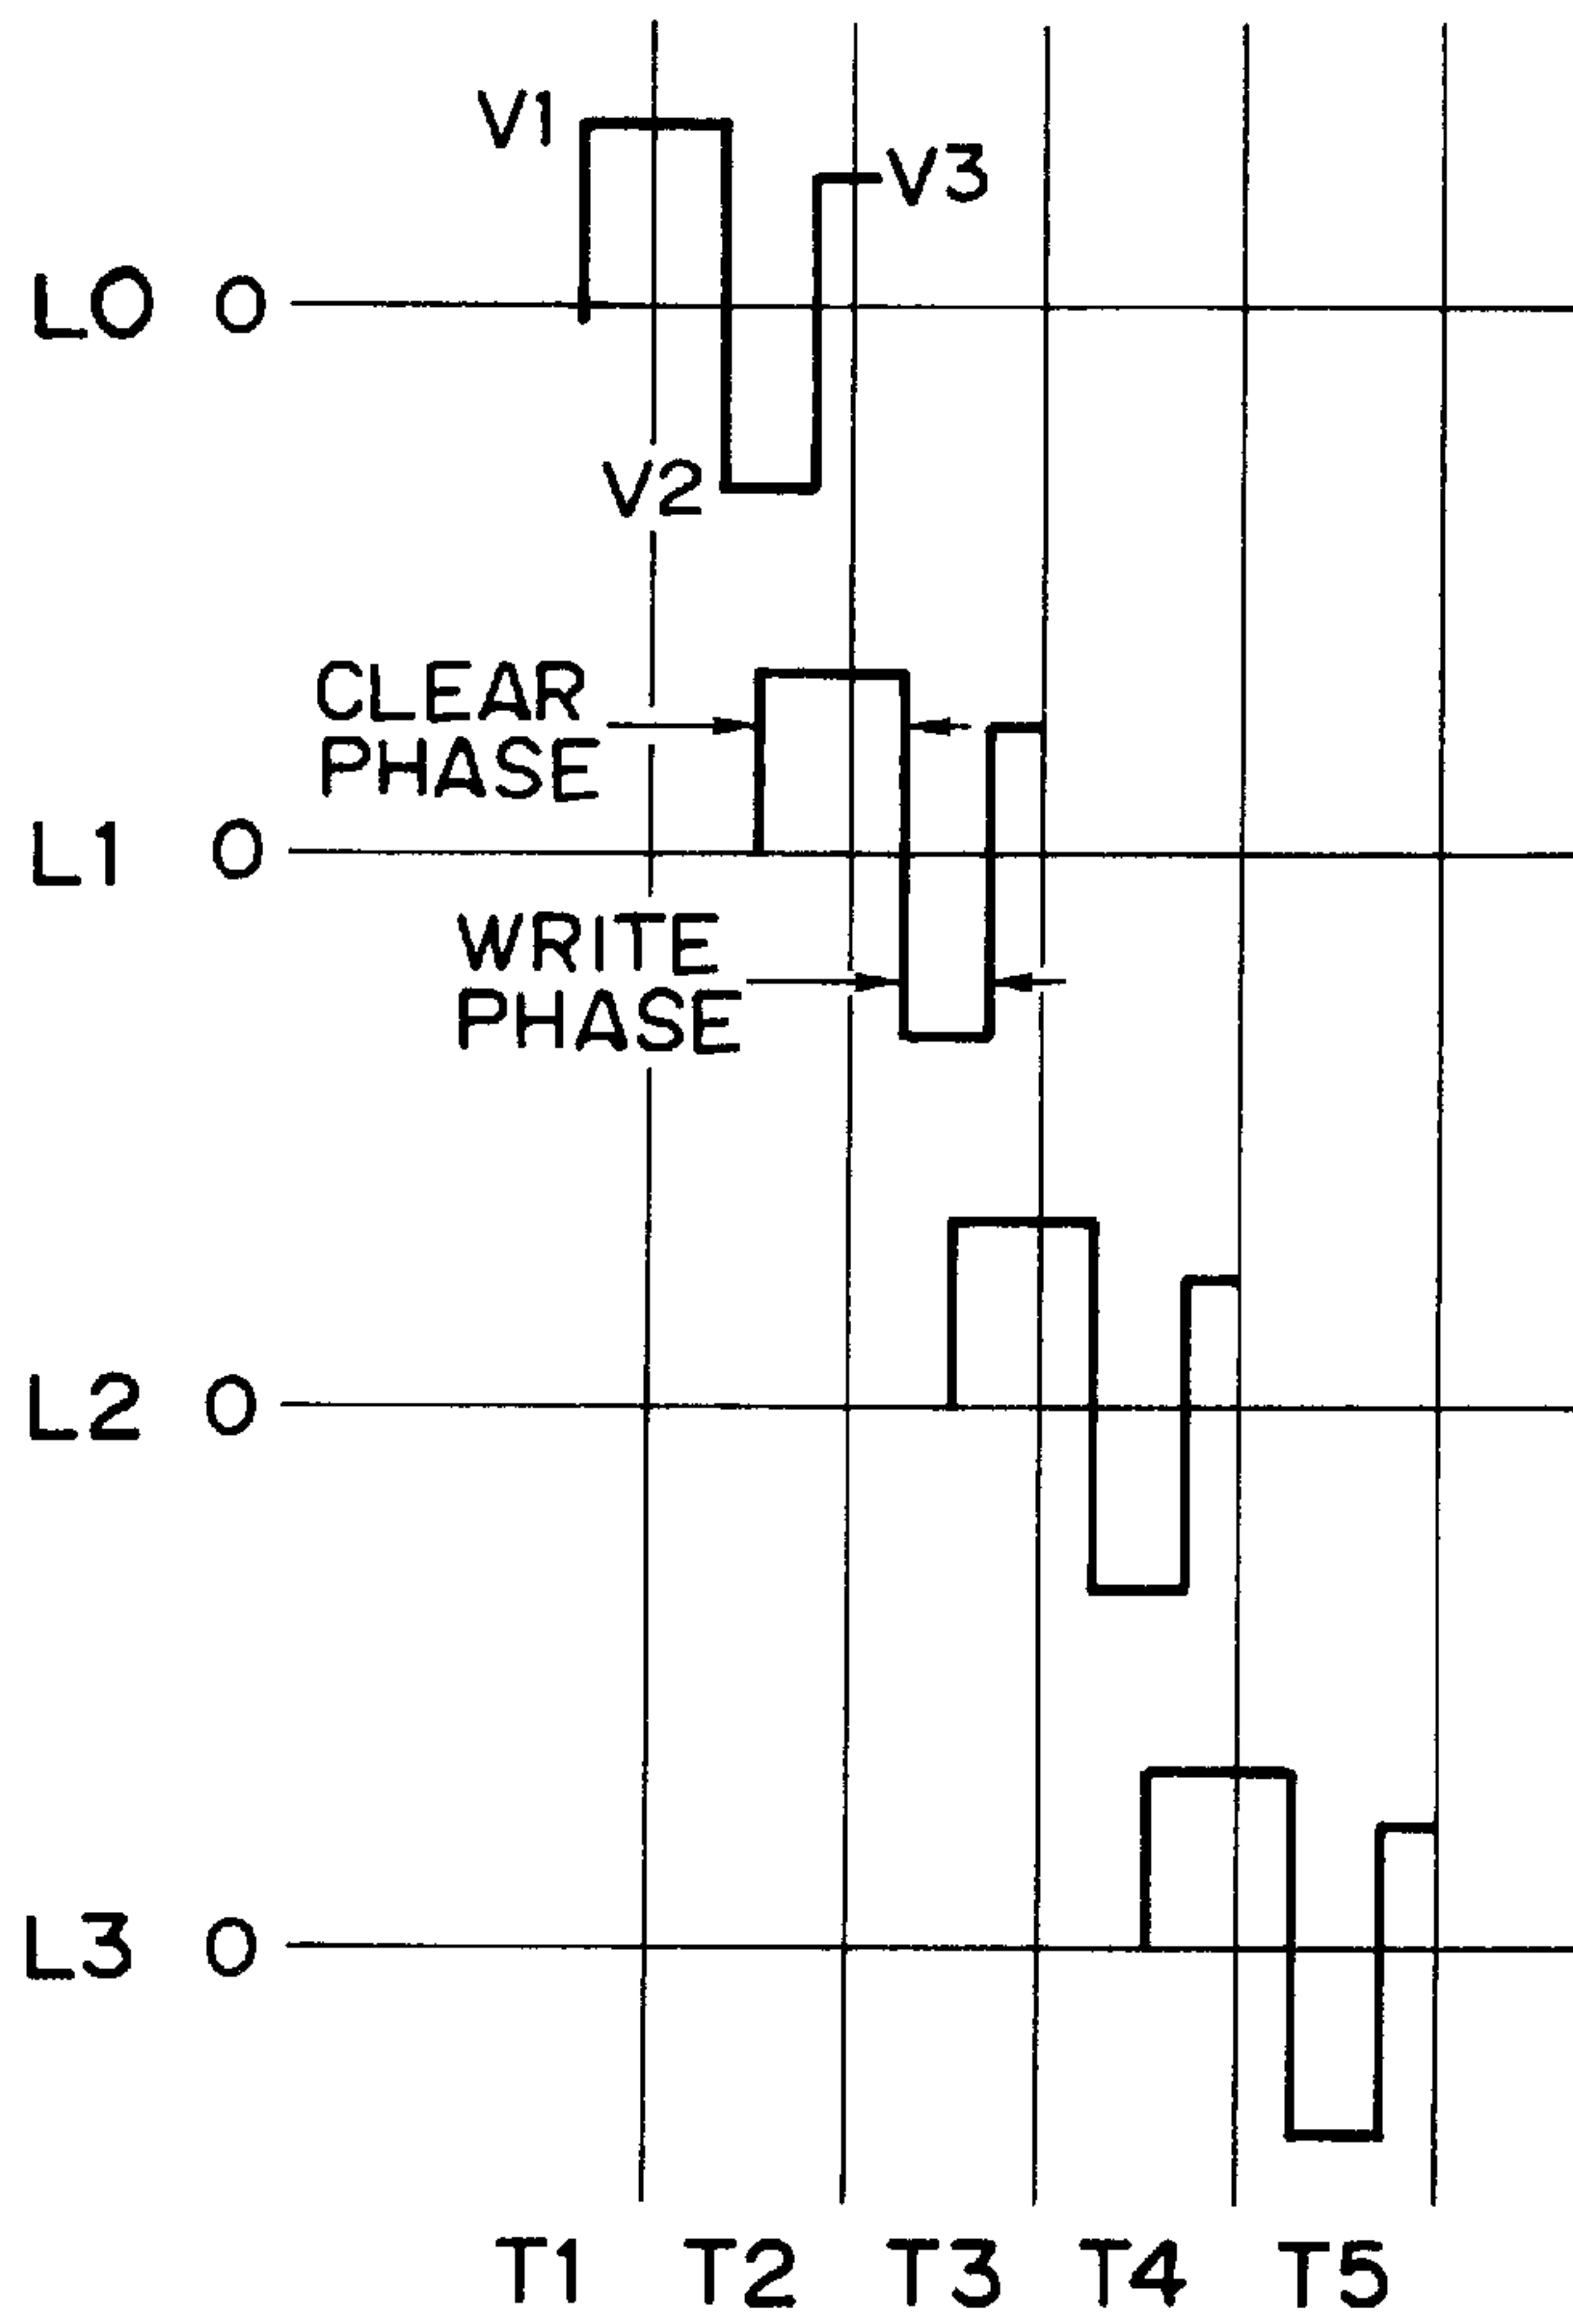 V1
V3
L0 0
V2
CLEAR
PHASE
L1 0
WRITE
PHASE
L2 0
L3 0
T1 T2 T3 T4 T5